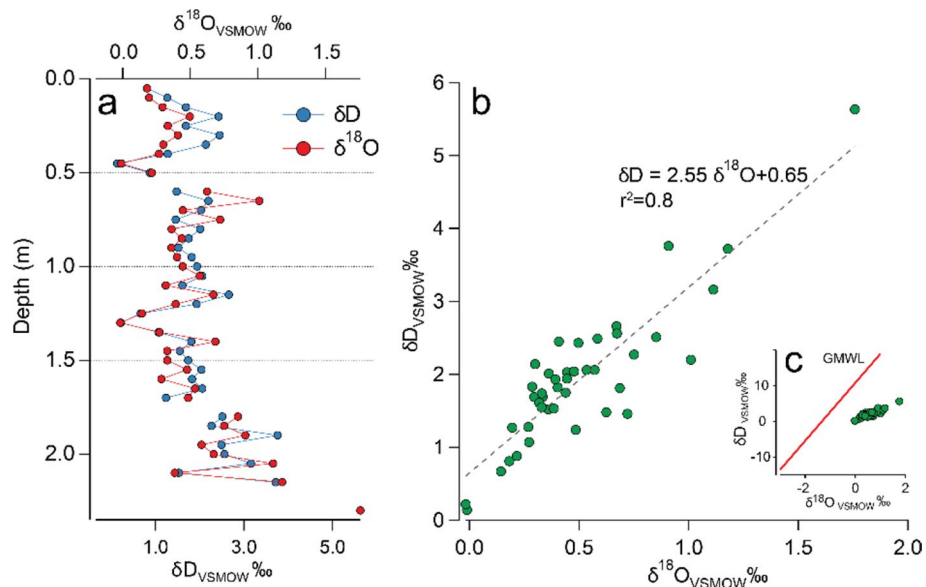 δ18OVSMOW‰
0.0 0.5 1.0 1.5
a
δD
δ18O
0.0
0.5
1.0
1.5
2.0
Depth (m)
1.0 3.0 5.0
δDVSMOW‰
b
δD = 2.55 δ18O+0.65
r2=0.8
6
5
4
3
2
1
0
δDVSMOW‰
0.0 0.5 1.0 1.5 2.0
δ18OVSMOW‰
c
GMWL
10
0
-10
δDVSMOW‰
-2 0 2
δ18OVSMOW‰